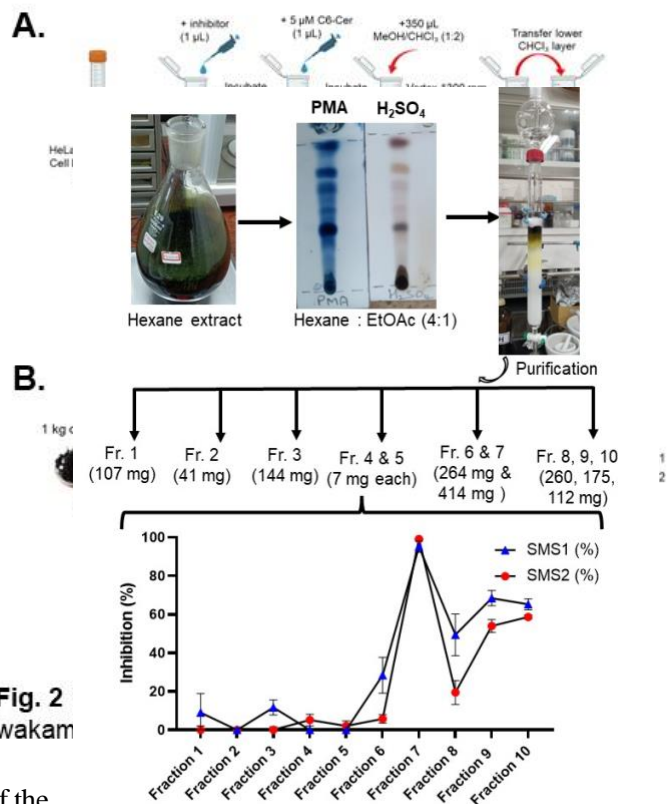 A.
+ inhibitor
(1 µL)
+ 5 µM C6-Cer
(1 µL)
+350 µL
MeOH/CHCl₃ (1:2)
Transfer lower
CHCl₃ layer
PMA
H₂SO₄
HeLa
Cell
PMA
H₂SO₄
Hexane extract
Hexane : EtOAc (4:1)
Purification
B.
1 kg
Fr. 1
(107 mg)
Fr. 2
(41 mg)
Fr. 3
(144 mg)
Fr. 4 & 5
(7 mg each)
Fr. 6 & 7
(264 mg &
414 mg )
Fr. 8, 9, 10
(260, 175,
112 mg)
1
2
Inhibition (%)
100
80
60
40
20
0
SMS1 (%)
SMS2 (%)
Fraction 1
Fraction 2
Fraction 3
Fraction 4
Fraction 5
Fraction 6
Fraction 7
Fraction 8
Fraction 9
Fraction 10
Fig. 2
wakam
of the